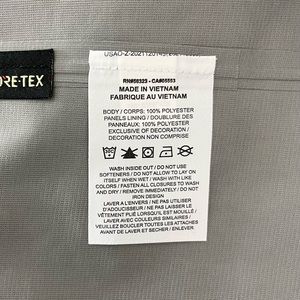 RE-TEX
RN#56323 - CA#05553
MADE IN VIETNAM
FABRIQUE AU VIETNAM
BODY / CORPS: 100% POLYESTER
PANELS LINING / DOUBLURE DES
PANNEAUX: 100% POLYESTER
EXCLUSIVE OF DECORATION /
DECORATION NON COMPRISE
WASH INSIDE OUT / DO NOT USE
SOFTENERS / DO NOT ALLOW TO LAY ON
ITSELF WHEN WET / WASH WITH LIKE
COLORS / FASTEN ALL CLOSURES TO WASH
AND DRY / REMOVE IMMEDIATELY / DO NOT
IRON DESIGN
LAVER A L'ENVERS / NE PAS UTILISER
D'ADOUCISSEUR / NE PAS LAISSER LE
VÊTEMENT PLIÉ LORSQU'IL EST MOUILLÉ /
LAVER AVEC COULEURS SIMILAIRES /
VEUILLEZ BOUCLER TOUTES LES ATTACHES
AVANT DE LAVER ET SECHER / ENLEVER